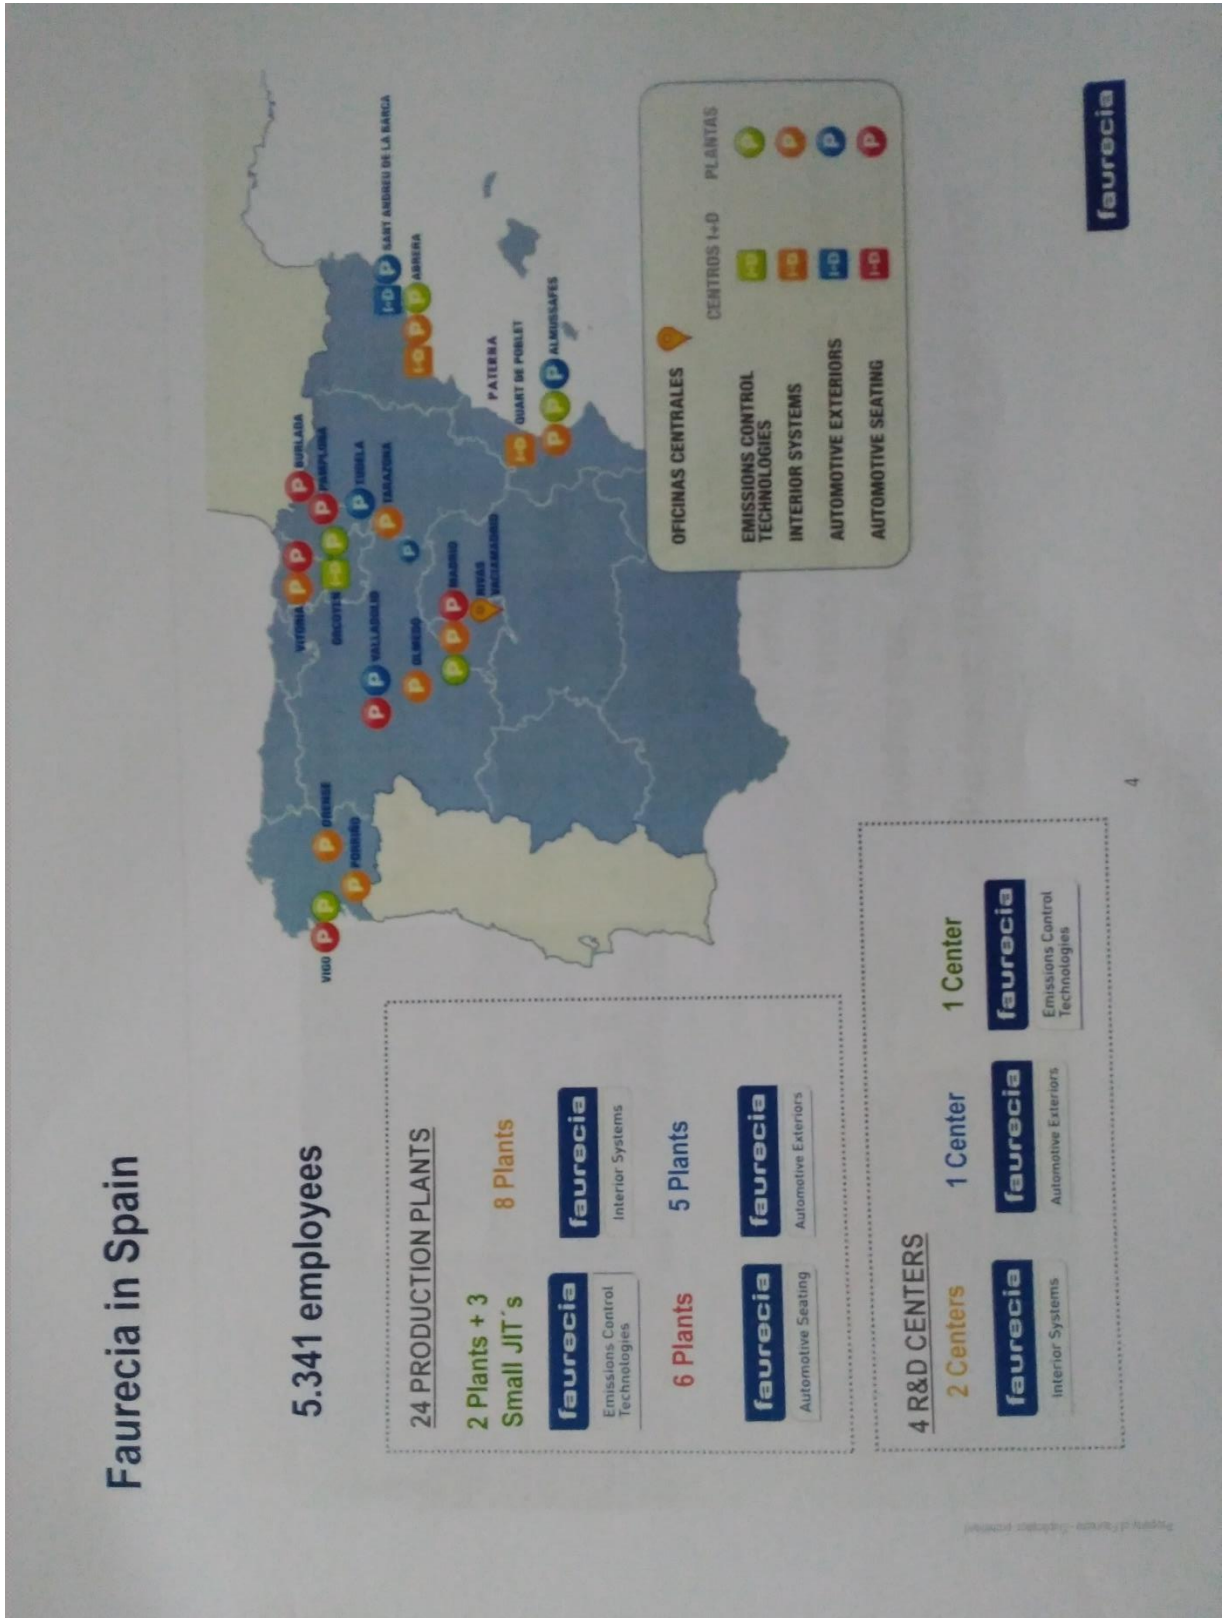 Faurecia in Spain
5.341 employees
24 PRODUCTION PLANTS
2 Plants + 3
Small JIT´s
8 Plants
faurecia
Emissions Control
Technologies
faurecia
Interior Systems
6 Plants
5 Plants
faurecia
Automotive Seating
faurecia
Automotive Exteriors
4 R&D CENTERS
2 Centers
1 Center
1 Center
faurecia
Interior Systems
faurecia
Automotive Exteriors
faurecia
Emissions Control
Technologies
VIGO P P
P ORENSE
P PORRIÑO
VITORIA P P
P BURLADA
P PAMPLONA
ORCOYEN I+D P
P P VALLADOLID
P TUDELA
P TARAZONA
P OLMEDO
P
P P P MADRID
RIVAS
VACIAMADRID
I+D P SANT ANDREU DE LA BARCA
I+D P P ABRERA
PATERNA
I+D QUART DE POBLET
P P P ALMUSSAFES
OFICINAS CENTRALES
CENTROS I+D PLANTAS
EMISSIONS CONTROL
TECHNOLOGIES I+D P
INTERIOR SYSTEMS I+D P
AUTOMOTIVE EXTERIORS I+D P
AUTOMOTIVE SEATING I+D P
4
faurecia